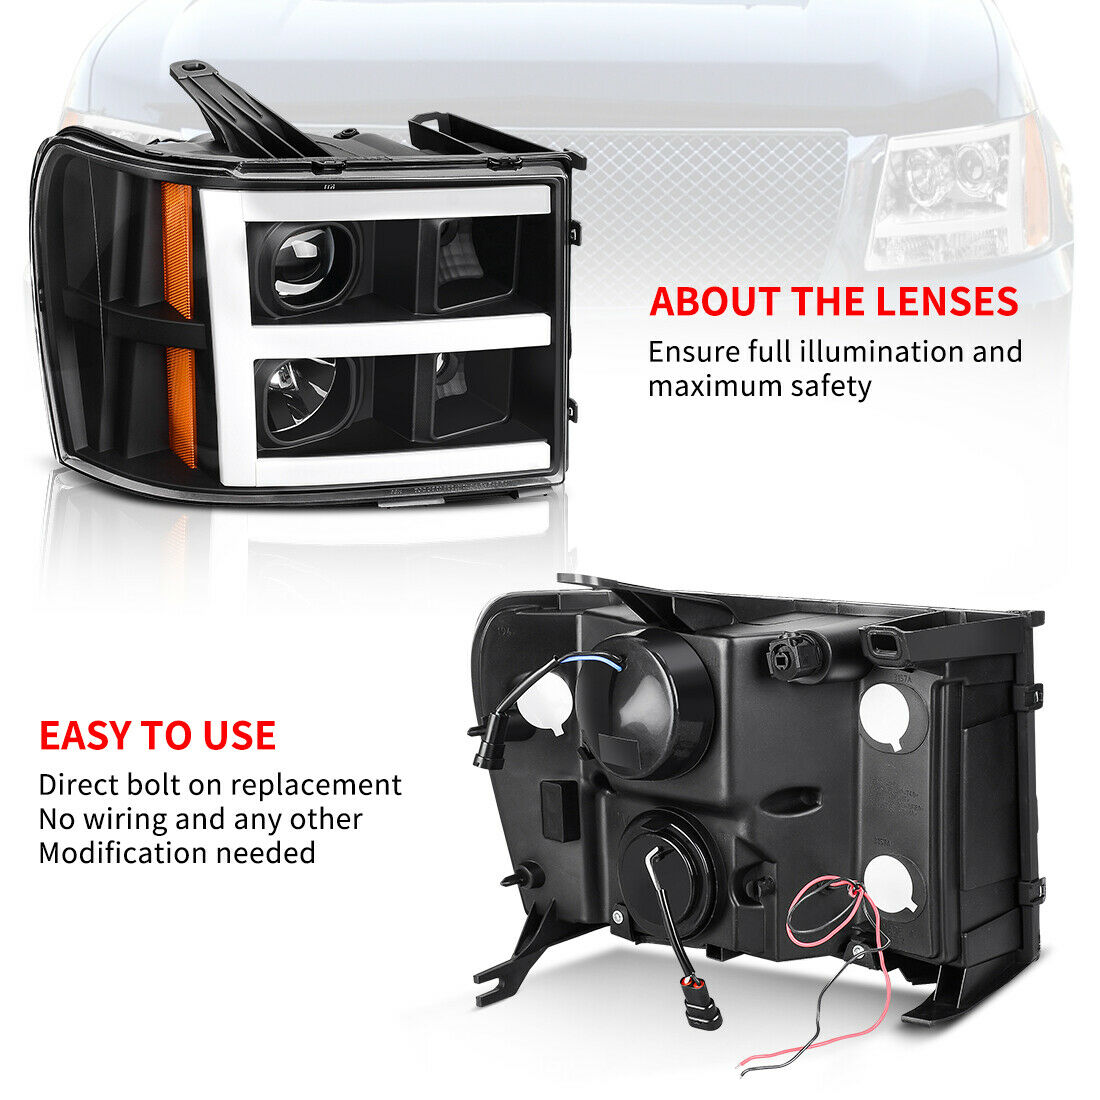 ABOUT THE LENSES
Ensure full illumination and
maximum safety
EASY TO USE
Direct bolt on replacement
No wiring and any other
Modification needed
3157A